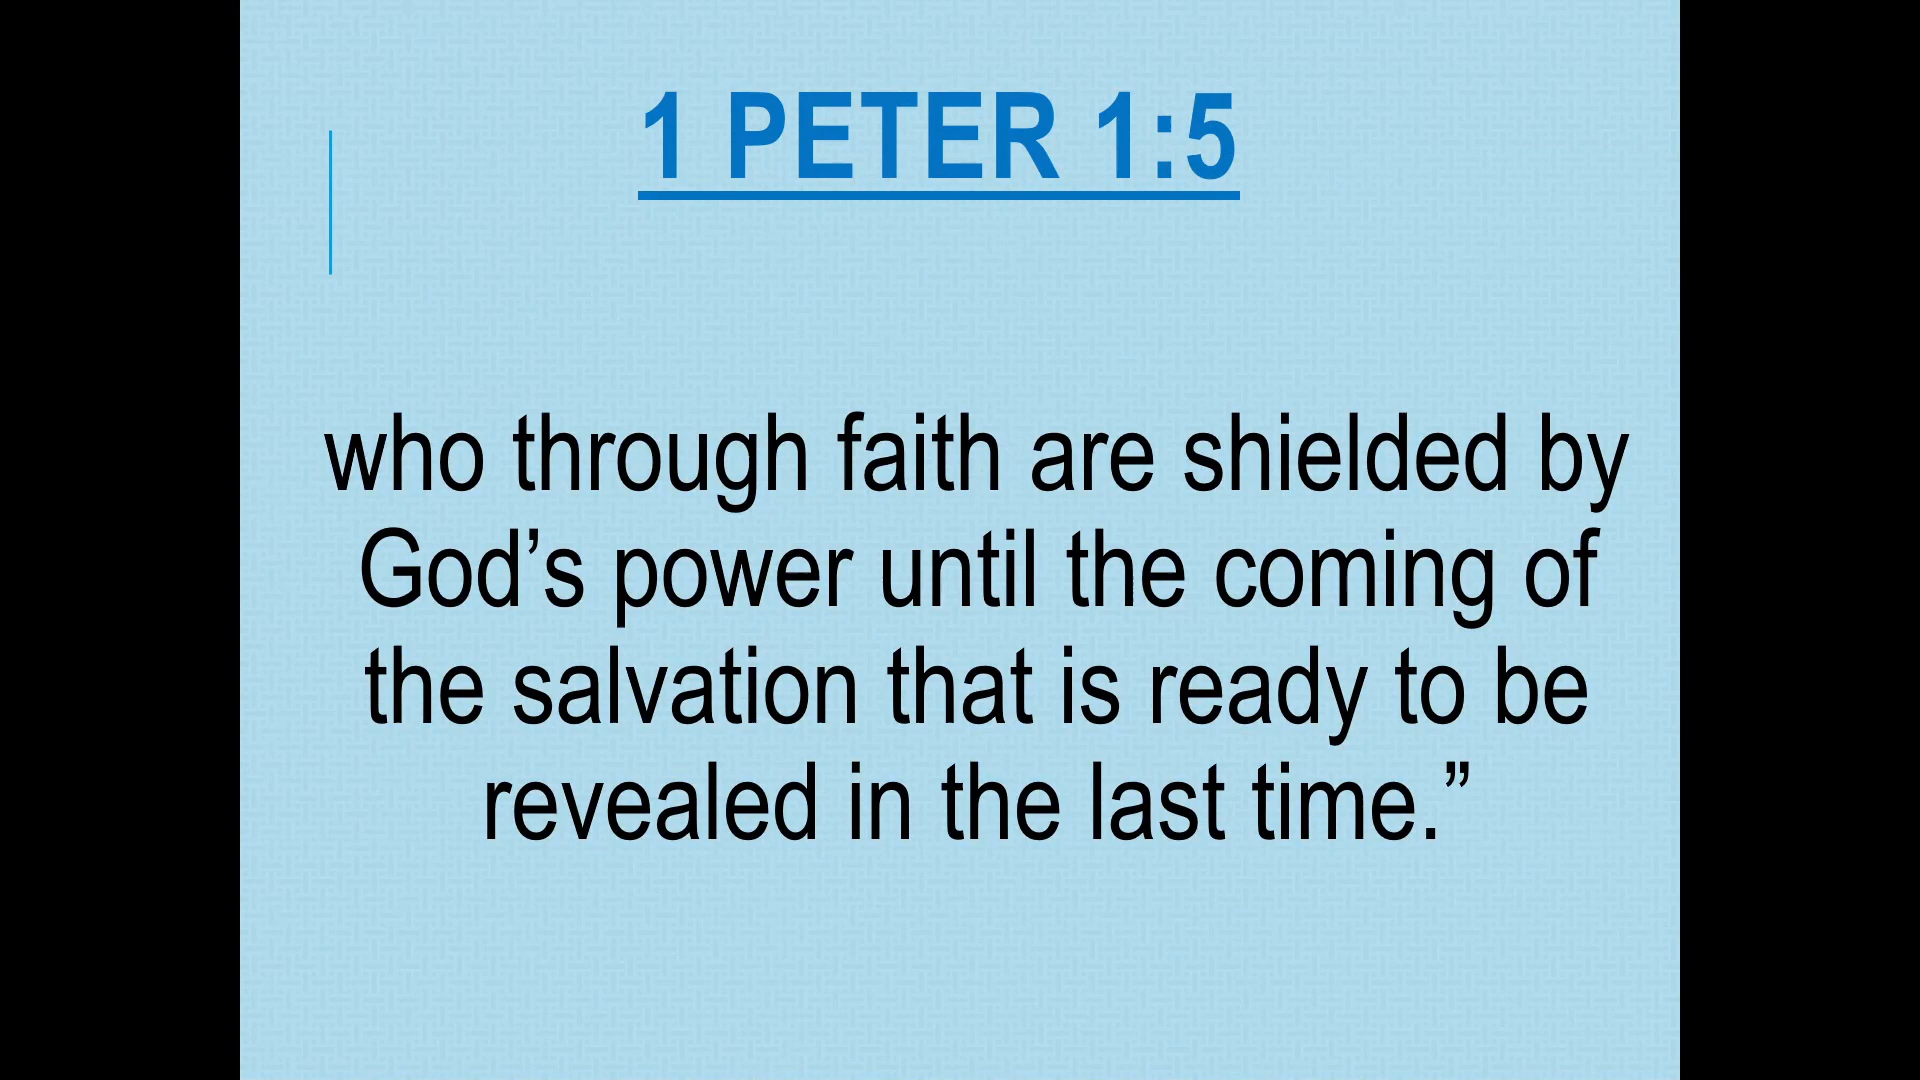 1 PETER 1:5
who through faith are shielded by
God’s power until the coming of
the salvation that is ready to be
revealed in the last time.”